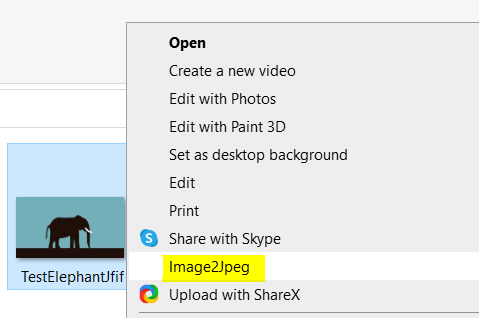 Open
Create a new video
Edit with Photos
Edit with Paint 3D
Set as desktop background
Edit
Print
Share with Skype
Image2Jpeg
Upload with ShareX
TestElephantJfif